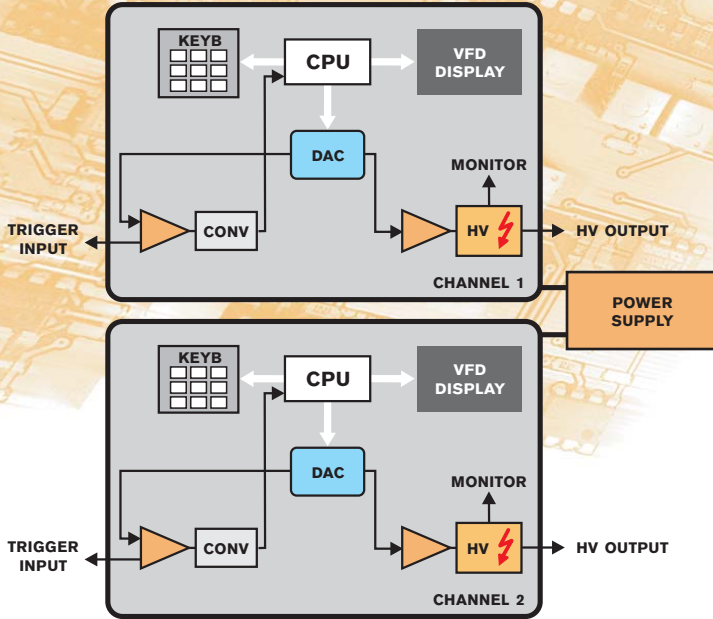 KEYB
CPU
VFD
DISPLAY
DAC
MONITOR
TRIGGER
INPUT
CONV
HV
HV OUTPUT
CHANNEL 1
POWER
SUPPLY
KEYB
CPU
VFD
DISPLAY
DAC
MONITOR
TRIGGER
INPUT
CONV
HV
HV OUTPUT
CHANNEL 2